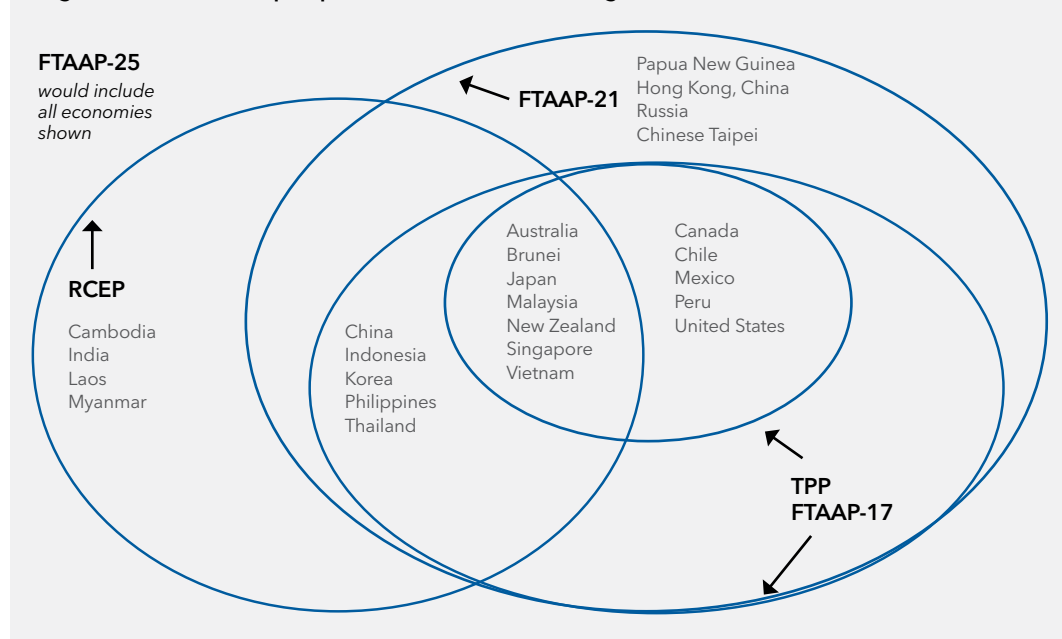 FTAAP-25
would include
all economies
shown
FTAAP-21
Papua New Guinea
Hong Kong, China
Russia
Chinese Taipei
RCEP
Cambodia
India
Laos
Myanmar
China
Indonesia
Korea
Philippines
Thailand
Australia
Brunei
Japan
Malaysia
New Zealand
Singapore
Vietnam
Canada
Chile
Mexico
Peru
United States
TPP
FTAAP-17